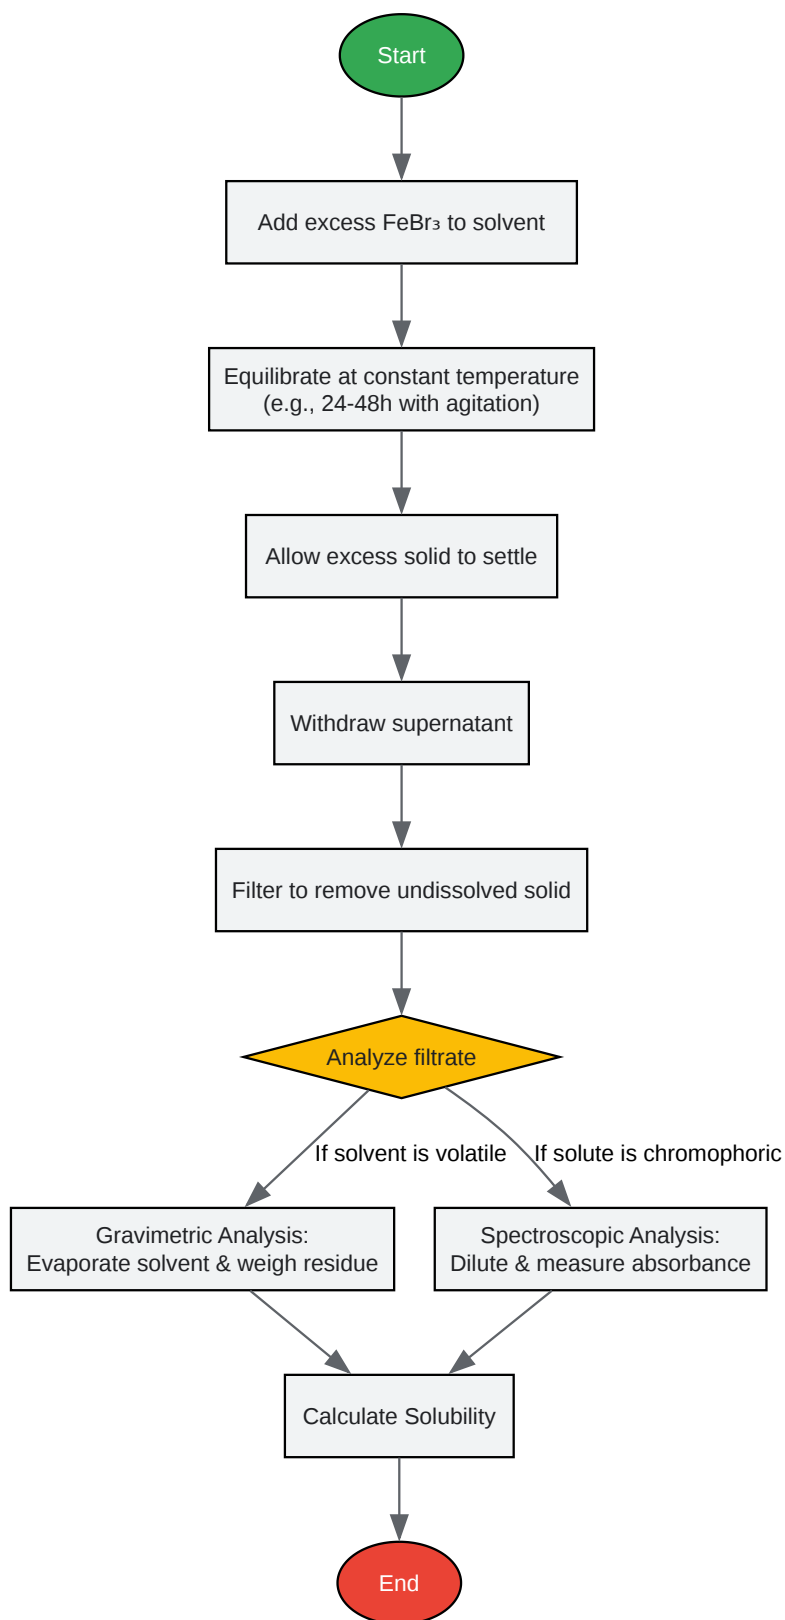 Start
Add excess FeBr₃ to solvent
Equilibrate at constant temperature
(e.g., 24-48h with agitation)
Allow excess solid to settle
Withdraw supernatant
Filter to remove undissolved solid
Analyze filtrate
If solvent is volatile
If solute is chromophoric
Gravimetric Analysis:
Evaporate solvent & weigh residue
Spectroscopic Analysis:
Dilute & measure absorbance
Calculate Solubility
End